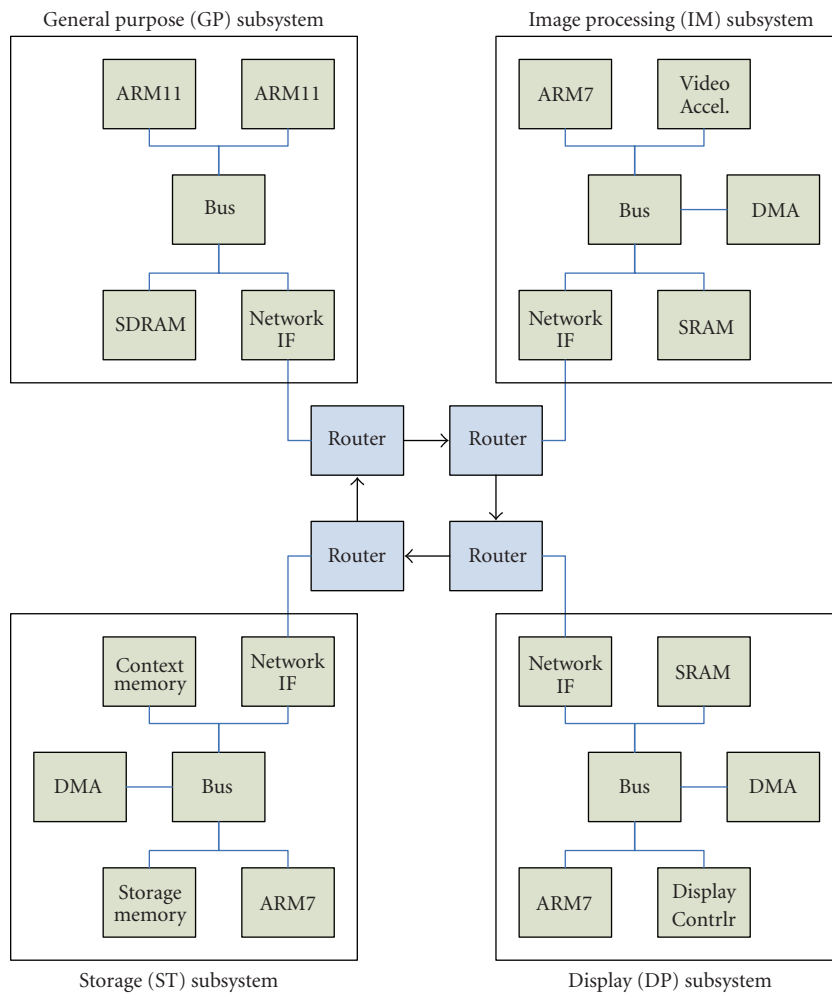 General purpose (GP) subsystem
ARM11
ARM11
Bus
SDRAM
Network
IF
Image processing (IM) subsystem
ARM7
Video
Accel.
Bus
DMA
Network
IF
SRAM
Router
Router
Router
Router
Context
memory
Network
IF
DMA
Bus
Storage
memory
ARM7
Storage (ST) subsystem
Network
IF
SRAM
Bus
DMA
ARM7
Display
Contrlr
Display (DP) subsystem